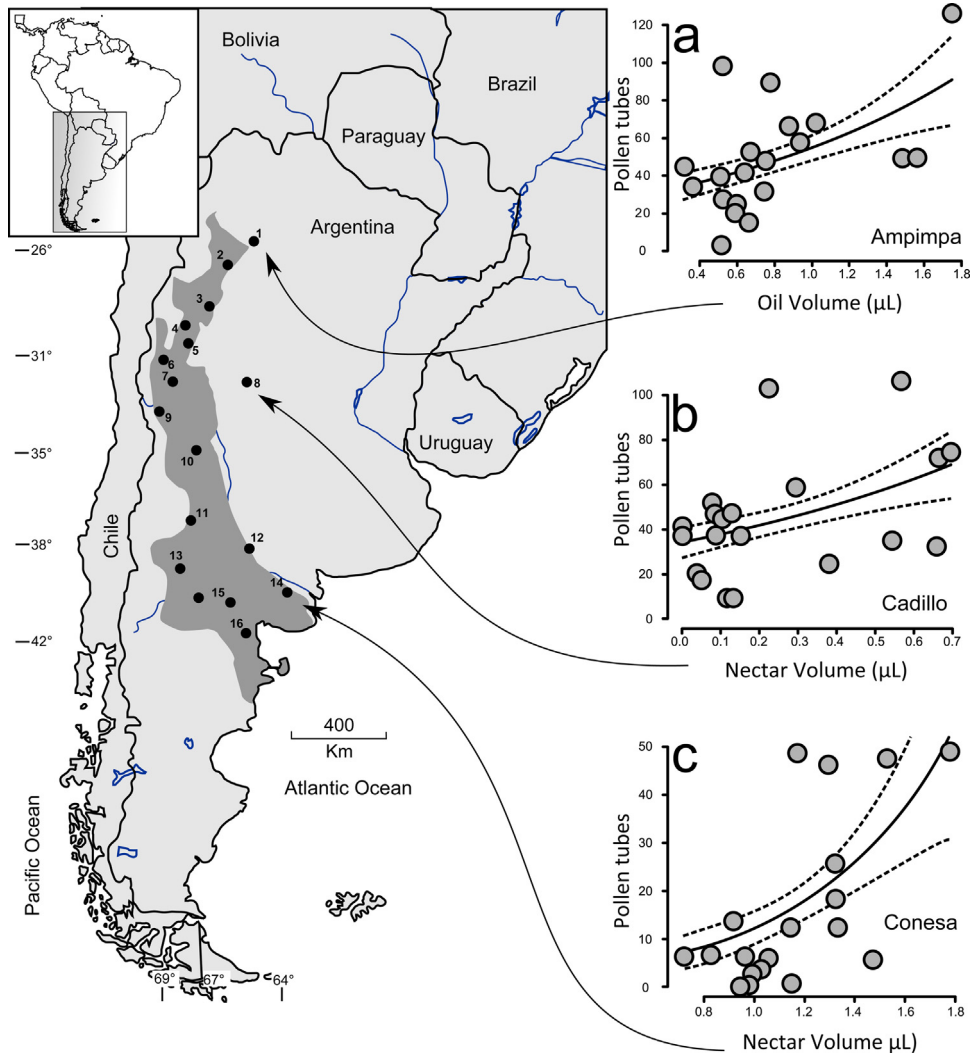 Bolivia
Brazil
Paraguay
Argentina
Uruguay
Chile
Pacific Ocean
Atlantic Ocean
400
Km
−26°
−31°
−35°
−38°
−42°
69°
67°
64°
1
2
3
4
5
6
7
8
9
10
11
12
13
14
15
16
a
Pollen tubes
120
100
80
60
40
20
0
0.4 0.6 0.8 1.0 1.2 1.4 1.6 1.8
Ampimpa
Oil Volume (µL)
b
Pollen tubes
100
80
60
40
20
0
0.0 0.1 0.2 0.3 0.4 0.5 0.6 0.7
Cadillo
Nectar Volume (µL)
c
Pollen tubes
50
40
30
20
10
0
0.8 1.0 1.2 1.4 1.6 1.8
Conesa
Nectar Volume µL)